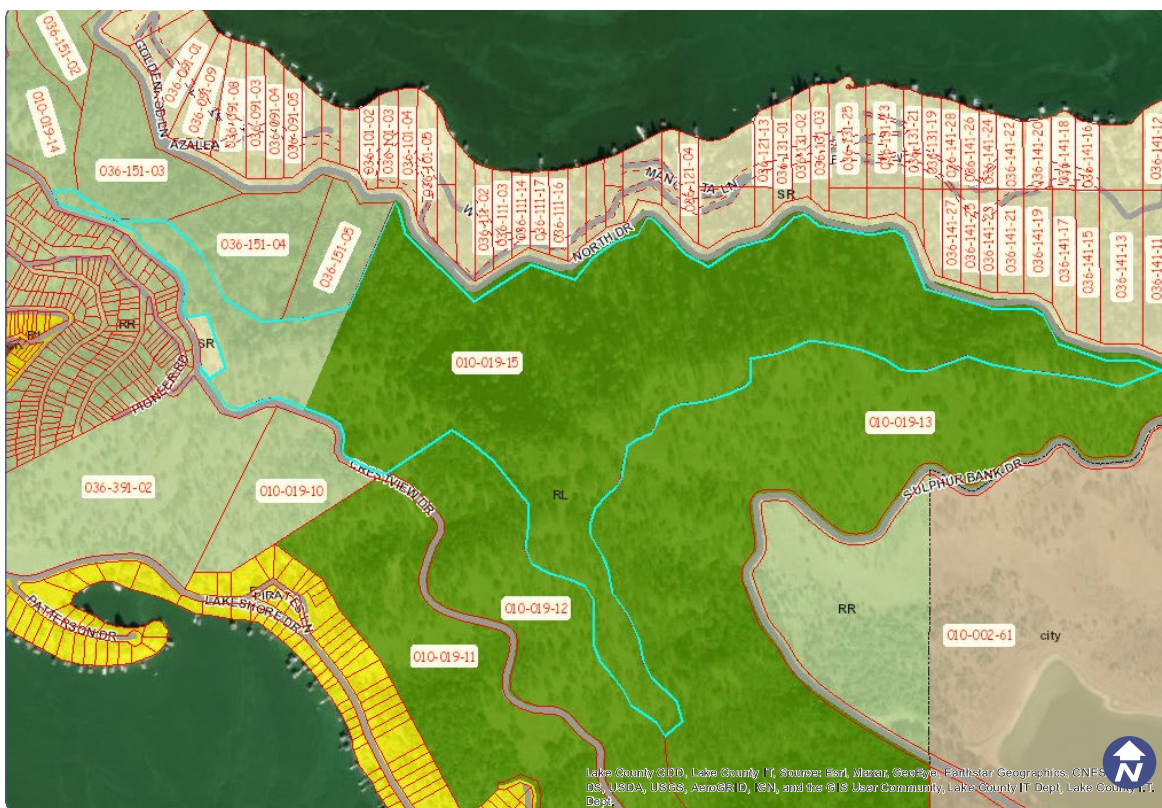 036-151-02
010-019-14
036-151-03
GOLDENROD LN
036-091-01
036-091-09
036-091-08
036-091-03
036-091-04
036-091-05
AZALEA
036-101-02
036-101-03
036-101-04
036-101-05
036-111-03
036-111-14
036-111-17
036-111-16
036-121-04
NORTH DR
036-121-13
036-131-01
036-131-02
SR
036-131-25
036-131-21
036-131-19
036-141-28
036-141-26
036-141-24
036-141-22
036-141-20
036-141-18
036-141-16
036-141-12
036-141-27
036-141-25
036-141-23
036-141-21
036-141-19
036-141-17
036-141-15
036-141-13
036-141-11
036-151-04
036-151-05
RR
SR
PIONEER RD
010-019-15
010-019-13
036-391-02
010-019-10
CRESTVIEW DR
RL
SULPHUR BANK DR
PATTERSON DR
LAKESHORE DR
PIRATES LN
010-019-12
010-019-11
RR
010-002-61
city
N
Lake County GOD, Lake County IT, Source: Esri, Maxar, GeoEye, Earthstar Geographics, CNES
DS, USDA, USGS, AeroGRID, IGN, and the GIS User Community, Lake County IT Dept, Lake County I.T.
Dept